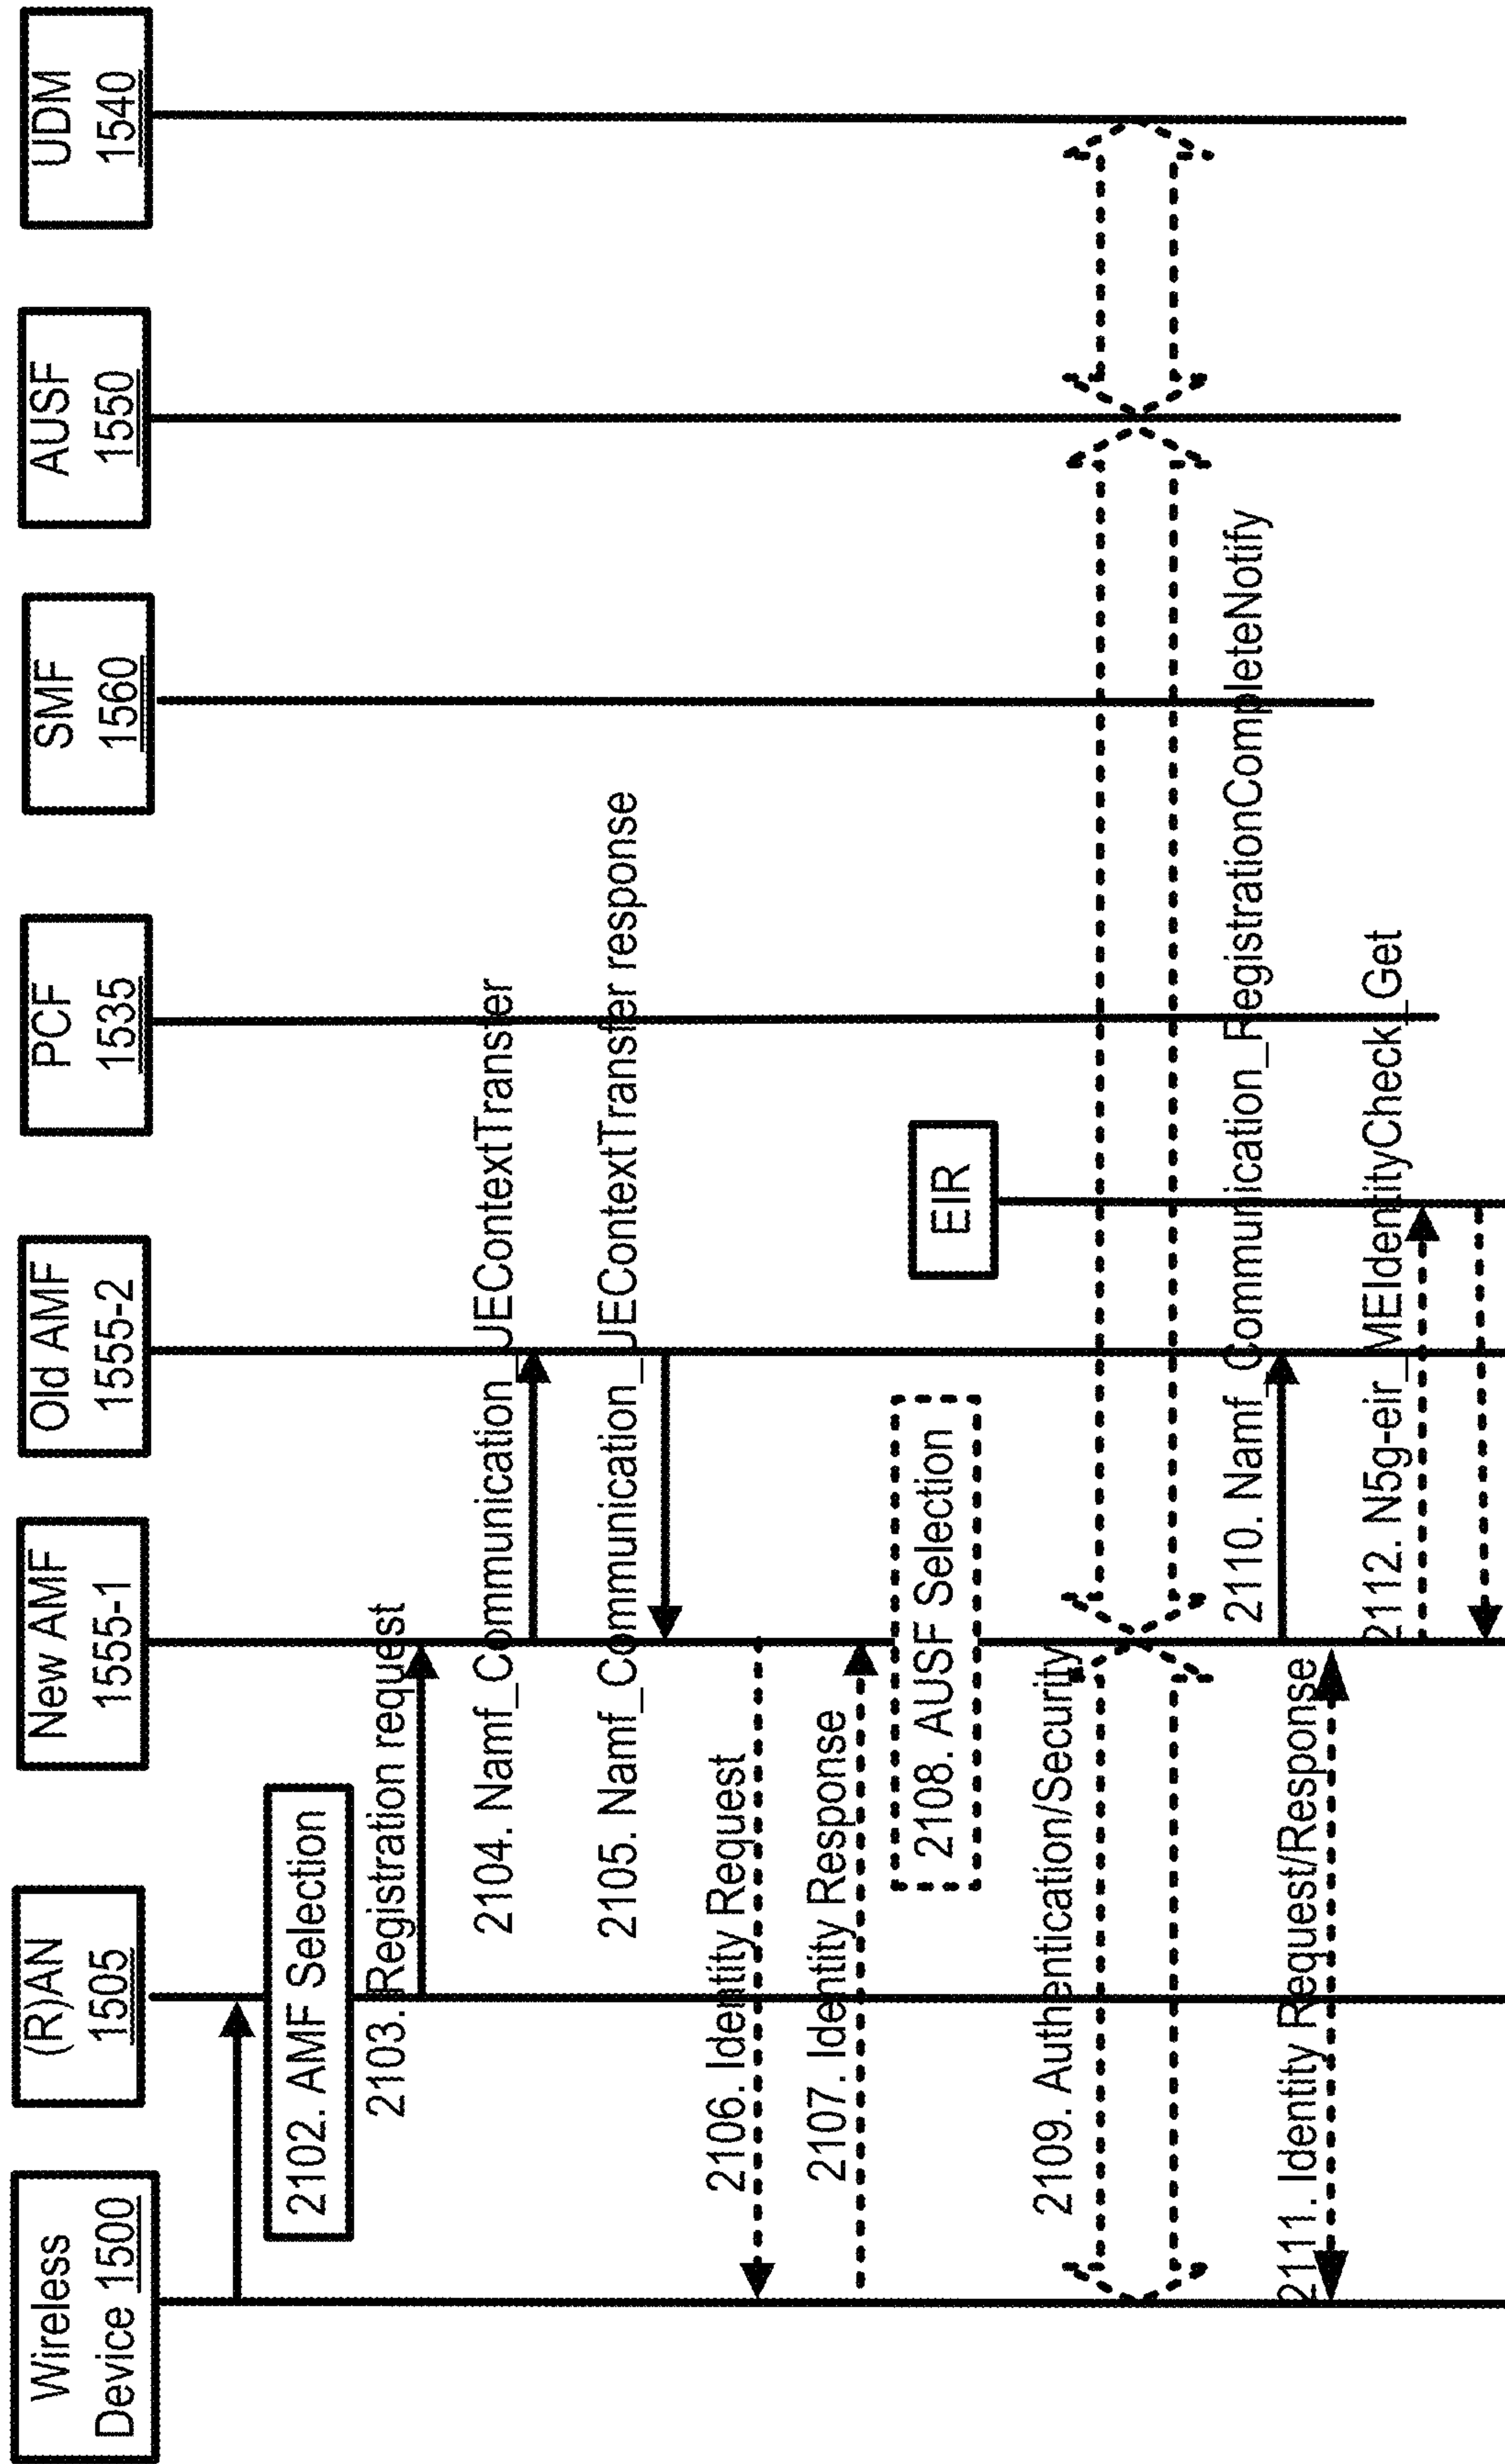 Wireless
Device 1500
(R)AN
1505
New AMF
1555-1
Old AMF
1555-2
PCF
1535
SMF
1560
AUSF
1550
UDM
1540
2102. AMF Selection
2103. Registration request
2104. Namf_Communication_UEContextTransfer
2105. Namf_Communication_UEContextTransfer response
2106. Identity Request
2107. Identity Response
2108. AUSF Selection
EIR
2109. Authentication/Security
2110. Namf_Communication_RegistrationCompleteNotify
2111. Identity Request/Response
2112. N5g-eir_MEIdentityCheck_Get